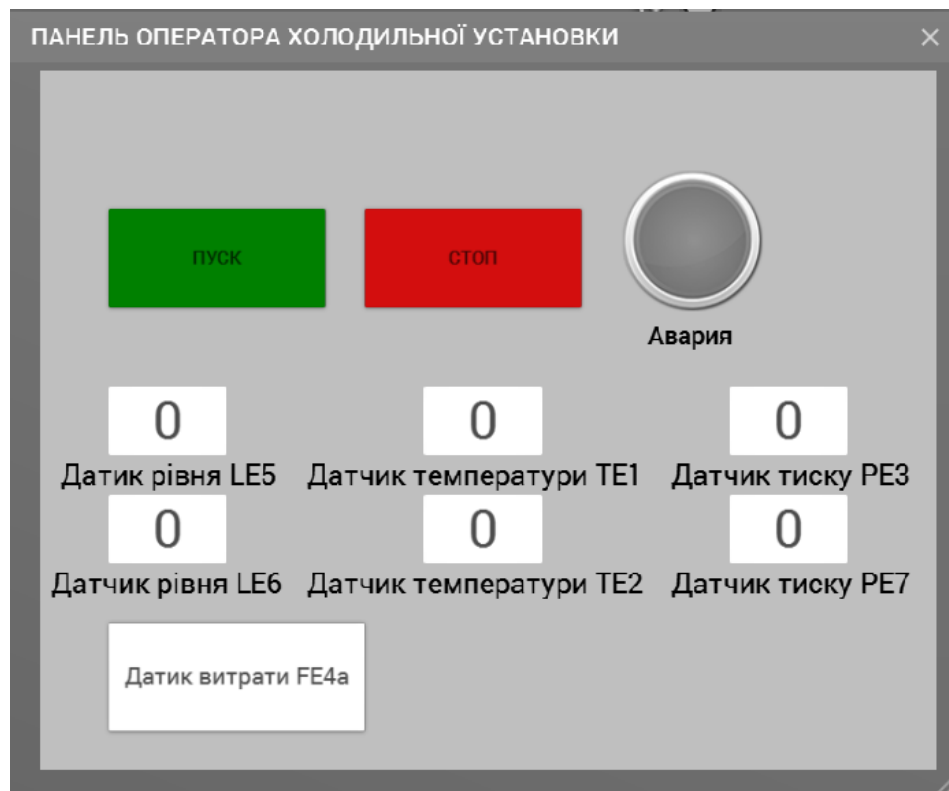 ПАНЕЛЬ ОПЕРАТОРА ХОЛОДИЛЬНОЇ УСТАНОВКИ
ПУСК
СТОП
Авария
0 0 0
Датик рівня LE5 Датчик температури TE1 Датчик тиску PE3
0 0 0
Датчик рівня LE6 Датчик температури TE2 Датчик тиску PE7
Датик витрати FE4a